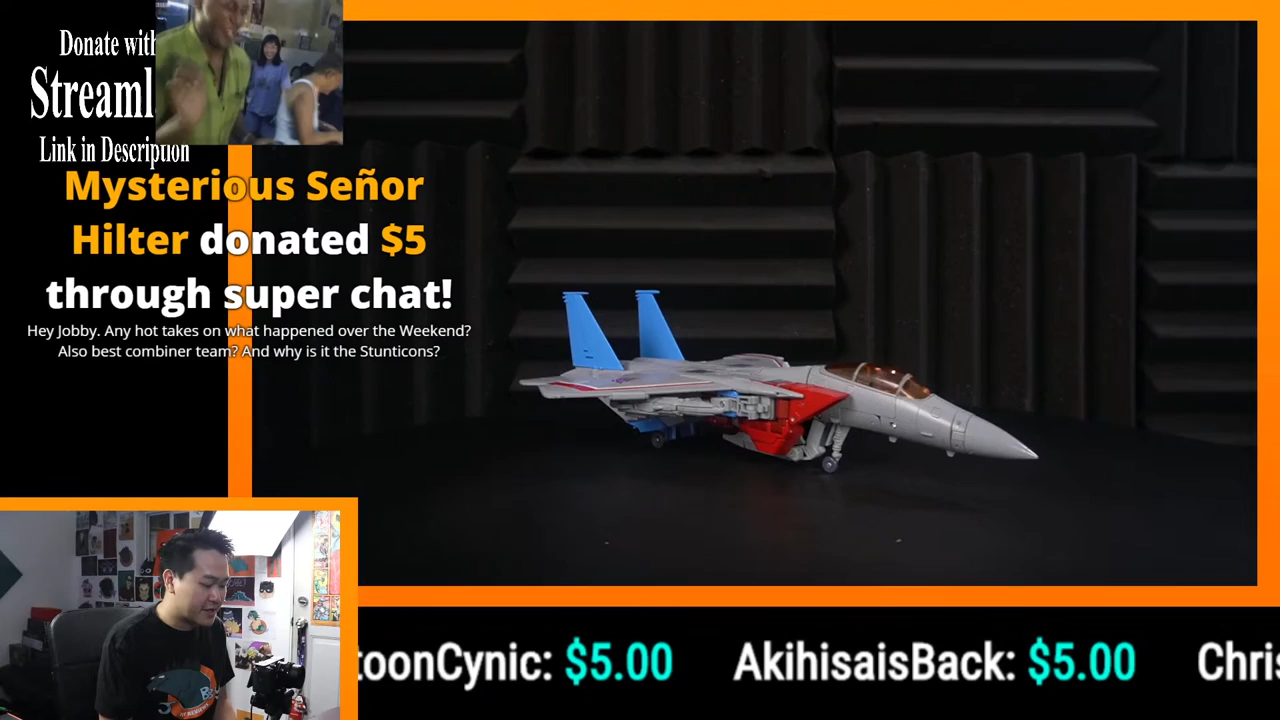 Donate with
Streaml
Link in Description
Mysterious Señor
Hilter donated $5
through super chat!
Hey Jobby. Any hot takes on what happened over the Weekend?
Also best combiner team? And why is it the Stunticons?
toonCynic: $5.00 AkihisaisBack: $5.00 Chris